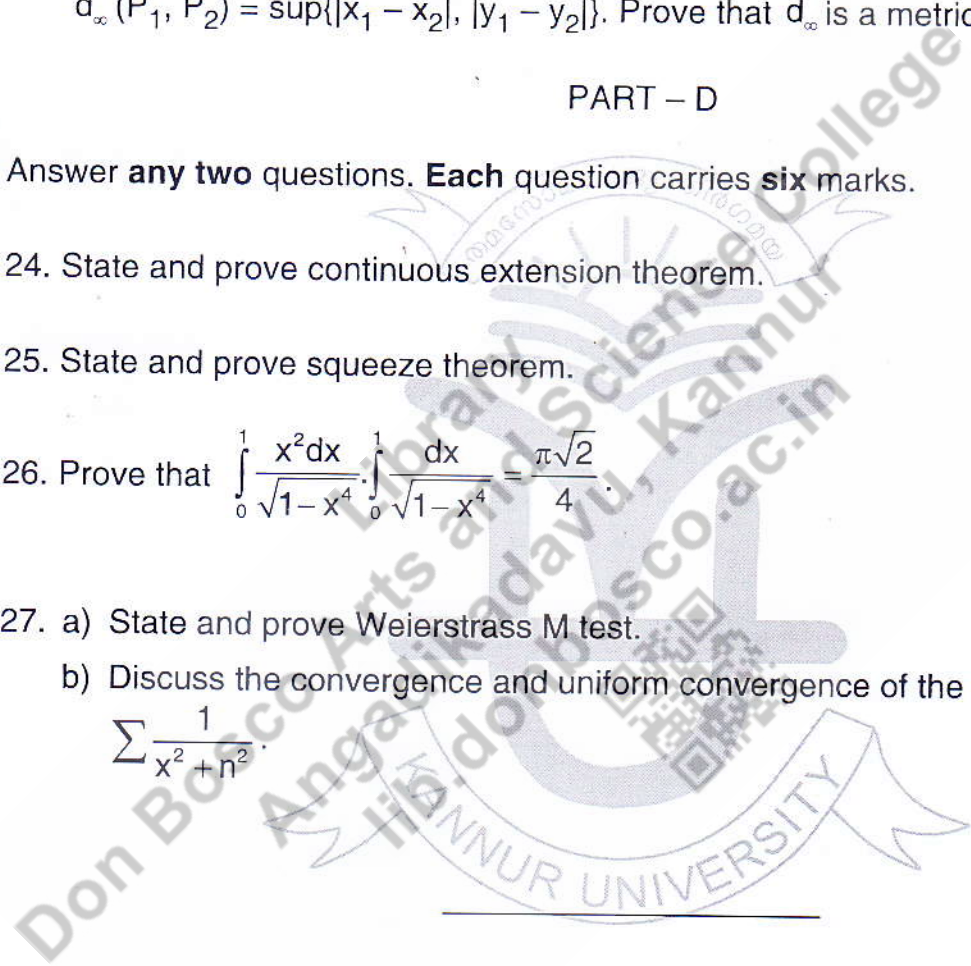 d∞ (P₁, P₂) = sup{|x₁ – x₂|, |y₁ – y₂|}. Prove that d∞ is a metric
PART – D
Answer any two questions. Each question carries six marks.
24. State and prove continuous extension theorem.
25. State and prove squeeze theorem.
26. Prove that ∫₀¹ x²dx/√(1–x⁴) · ∫₀¹ dx/√(1–x⁴) = π√2/4 .
27. a) State and prove Weierstrass M test.
b) Discuss the convergence and uniform convergence of the
∑ 1/(x² + n²) .
KANNUR UNIVERSITY
Library
Don Bosco Arts and Science College
Angadikadavu, Kannur
lib.donbosco.ac.in